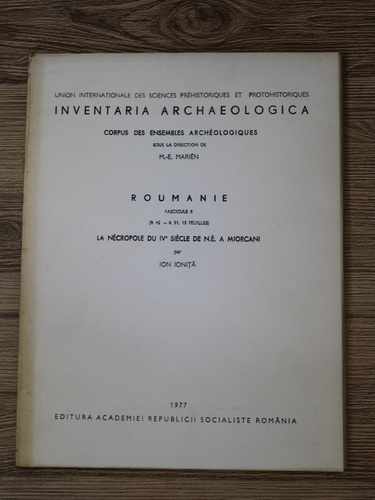 UNION INTERNATIONALE DES SCIENCES PRÉHISTORIQUES ET PROTOHISTORIQUES
INVENTARIA ARCHAEOLOGICA
CORPUS DES ENSEMBLES ARCHÉOLOGIQUES
SOUS LA DIRECTION DE
M.-E. MARIËN
ROUMANIE
FASCICULE 8
(R 42 — R 51, 13 FEUILLES)
LA NÉCROPOLE DU IVe SIÈCLE DE N.È. A MIORCANI
par
ION IONIȚĂ
1977
EDITURA ACADEMIEI REPUBLICII SOCIALISTE ROMÂNIA